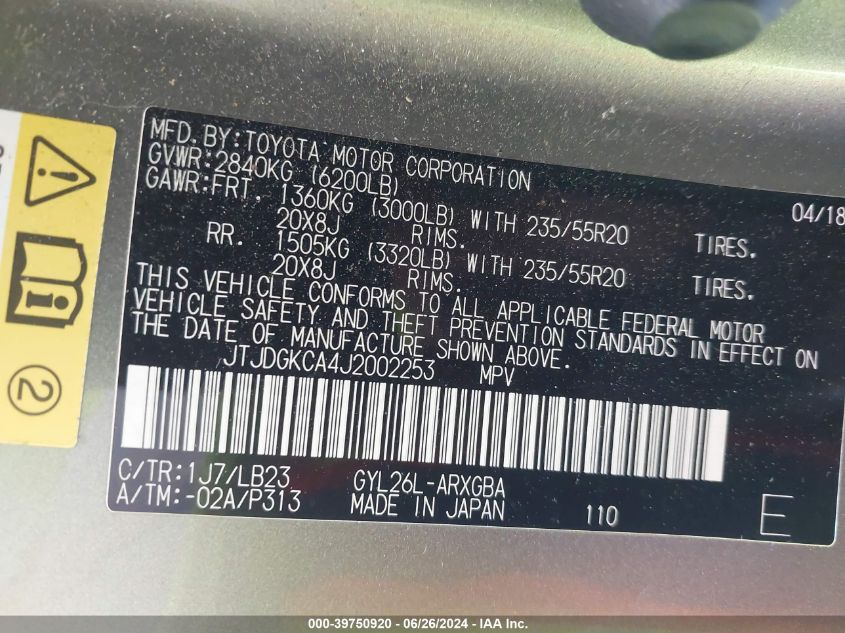 MFD. BY:TOYOTA MOTOR CORPORATION 04/18
GVWR:2840KG (6200LB)
GAWR:FRT. 1360KG (3000LB) WITH 235/55R20 TIRES.
20X8J RIMS.
RR. 1505KG (3320LB) WITH 235/55R20 TIRES.
20X8J RIMS.
THIS VEHICLE CONFORMS TO ALL APPLICABLE FEDERAL MOTOR
VEHICLE SAFETY AND THEFT PREVENTION STANDARDS IN EFFECT ON
THE DATE OF MANUFACTURE SHOWN ABOVE.
JTJDGKCA4J2002253 MPV
C/TR:1J7/LB23 GYL26L-ARXGBA
A/TM:-02A/P313 MADE IN JAPAN 110 E
2
000-39750920 - 06/26/2024 - IAA Inc.